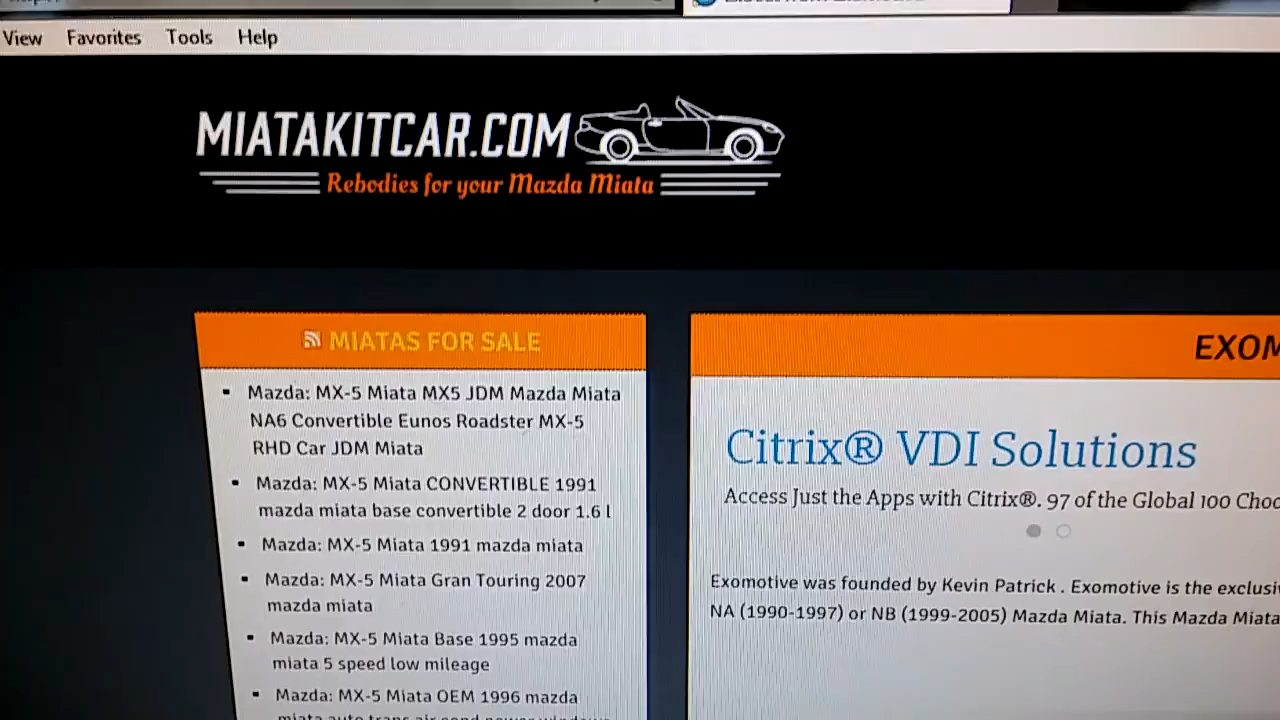 View Favorites Tools Help
MIATAKITCAR.COM
Rebodies for your Mazda Miata
MIATAS FOR SALE
Mazda: MX-5 Miata MX5 JDM Mazda Miata
NA6 Convertible Eunos Roadster MX-5
RHD Car JDM Miata
Mazda: MX-5 Miata CONVERTIBLE 1991
mazda miata base convertible 2 door 1.6 l
Mazda: MX-5 Miata 1991 mazda miata
Mazda: MX-5 Miata Gran Touring 2007
mazda miata
Mazda: MX-5 Miata Base 1995 mazda
miata 5 speed low mileage
Mazda: MX-5 Miata OEM 1996 mazda
EXOM
Citrix® VDI Solutions
Access Just the Apps with Citrix®. 97 of the Global 100 Choo
Exomotive was founded by Kevin Patrick . Exomotive is the exclusi
NA (1990-1997) or NB (1999-2005) Mazda Miata. This Mazda Miata